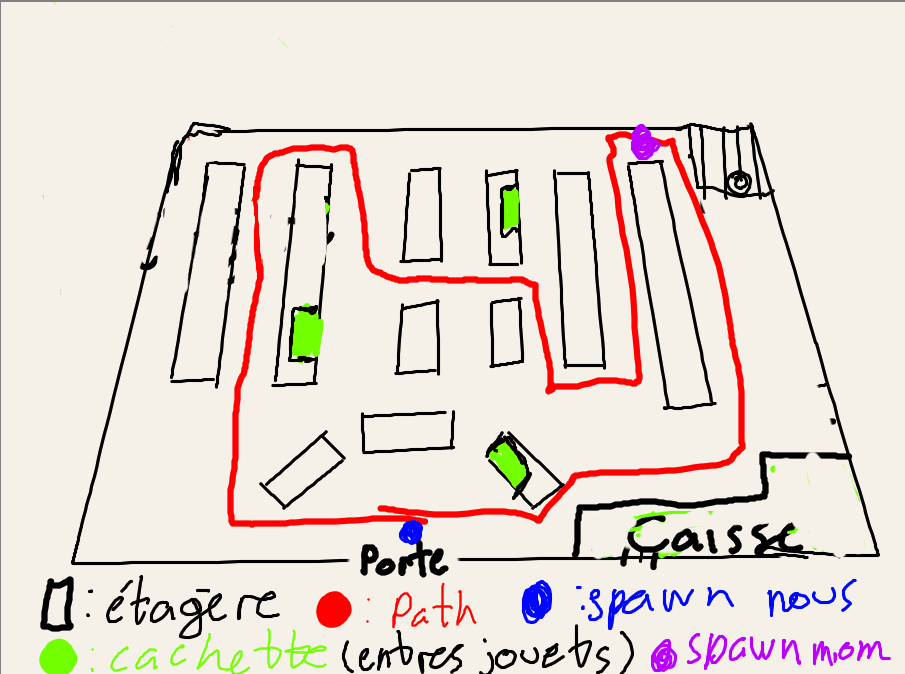 Caisse
Porte
: étagère : Path : spawn nous
: cachette (entres jouets) spawn mom